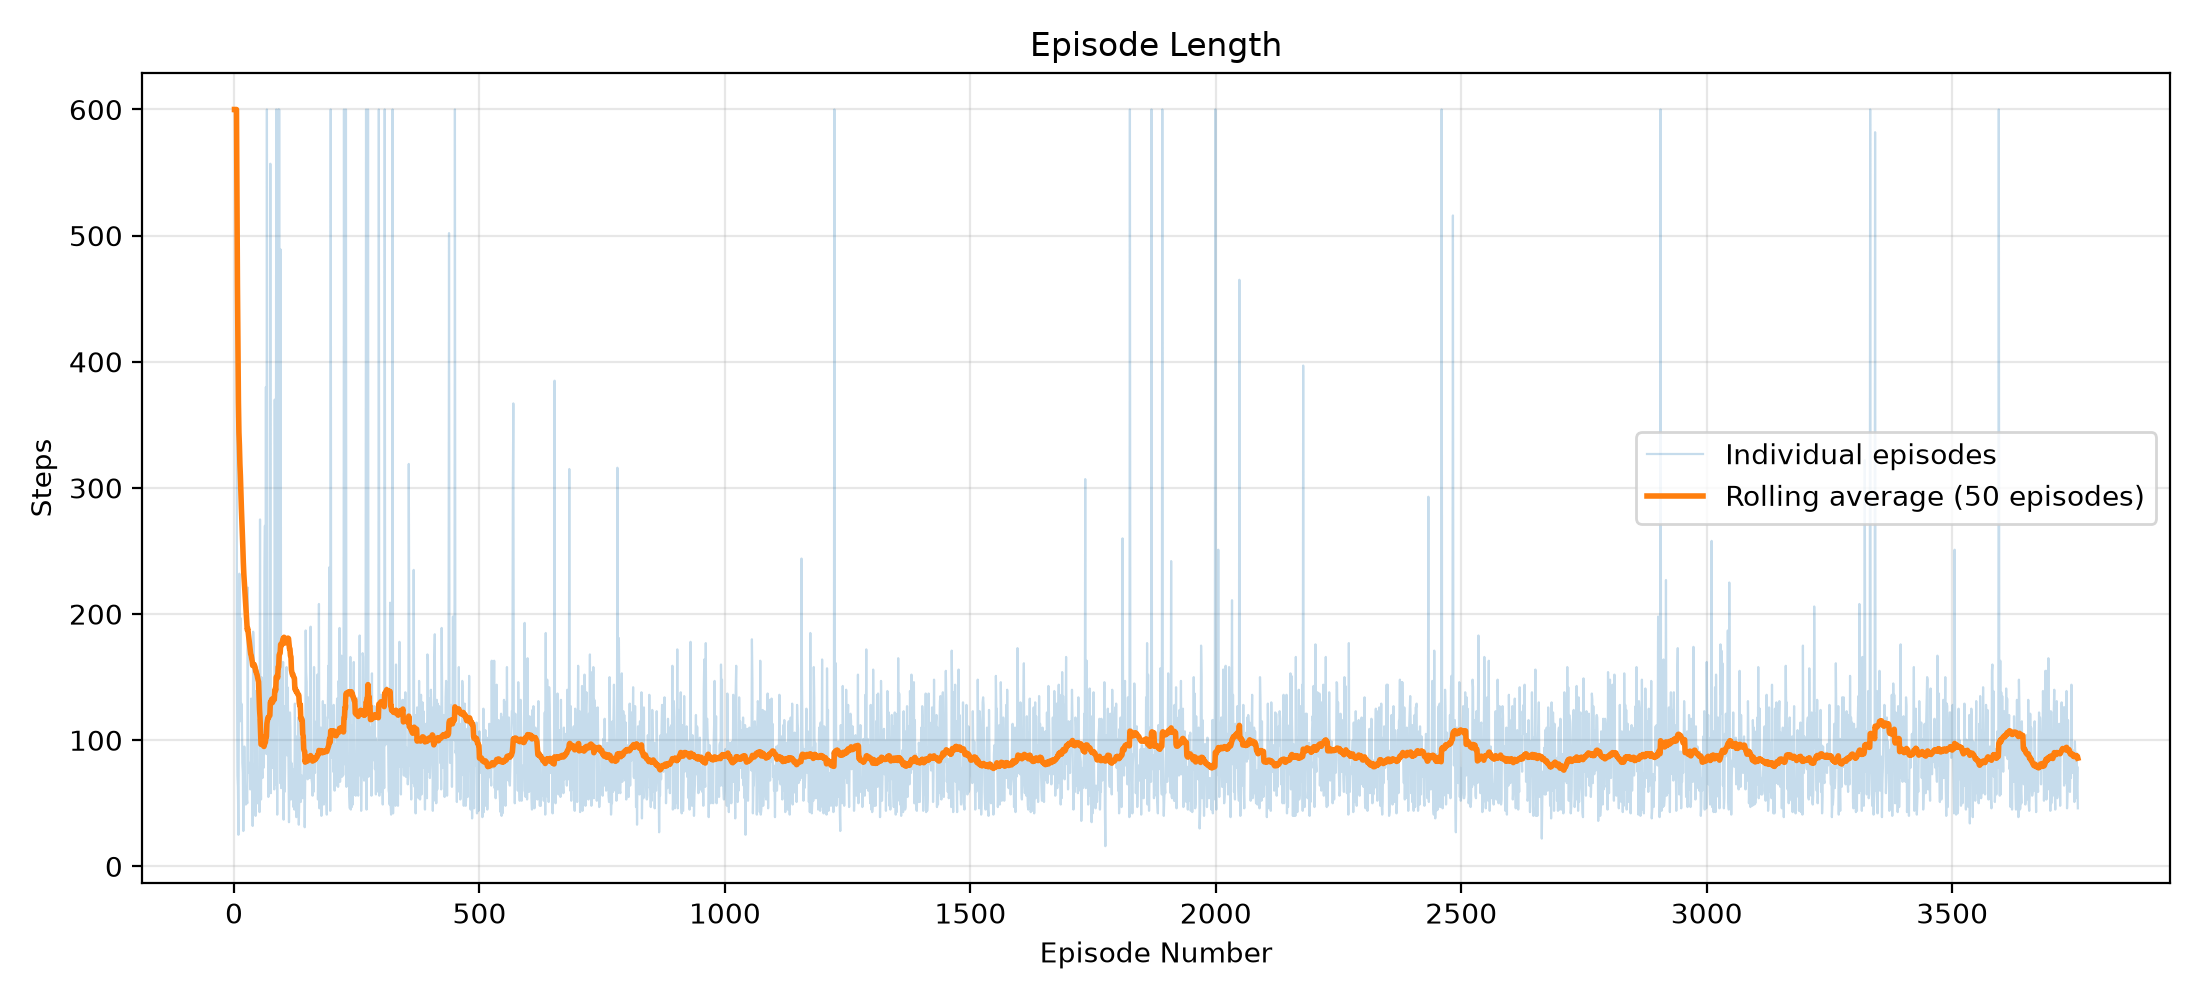 Episode Length
600
500
400
300
200
100
0
Steps
Individual episodes
Rolling average (50 episodes)
0 500 1000 1500 2000 2500 3000 3500
Episode Number